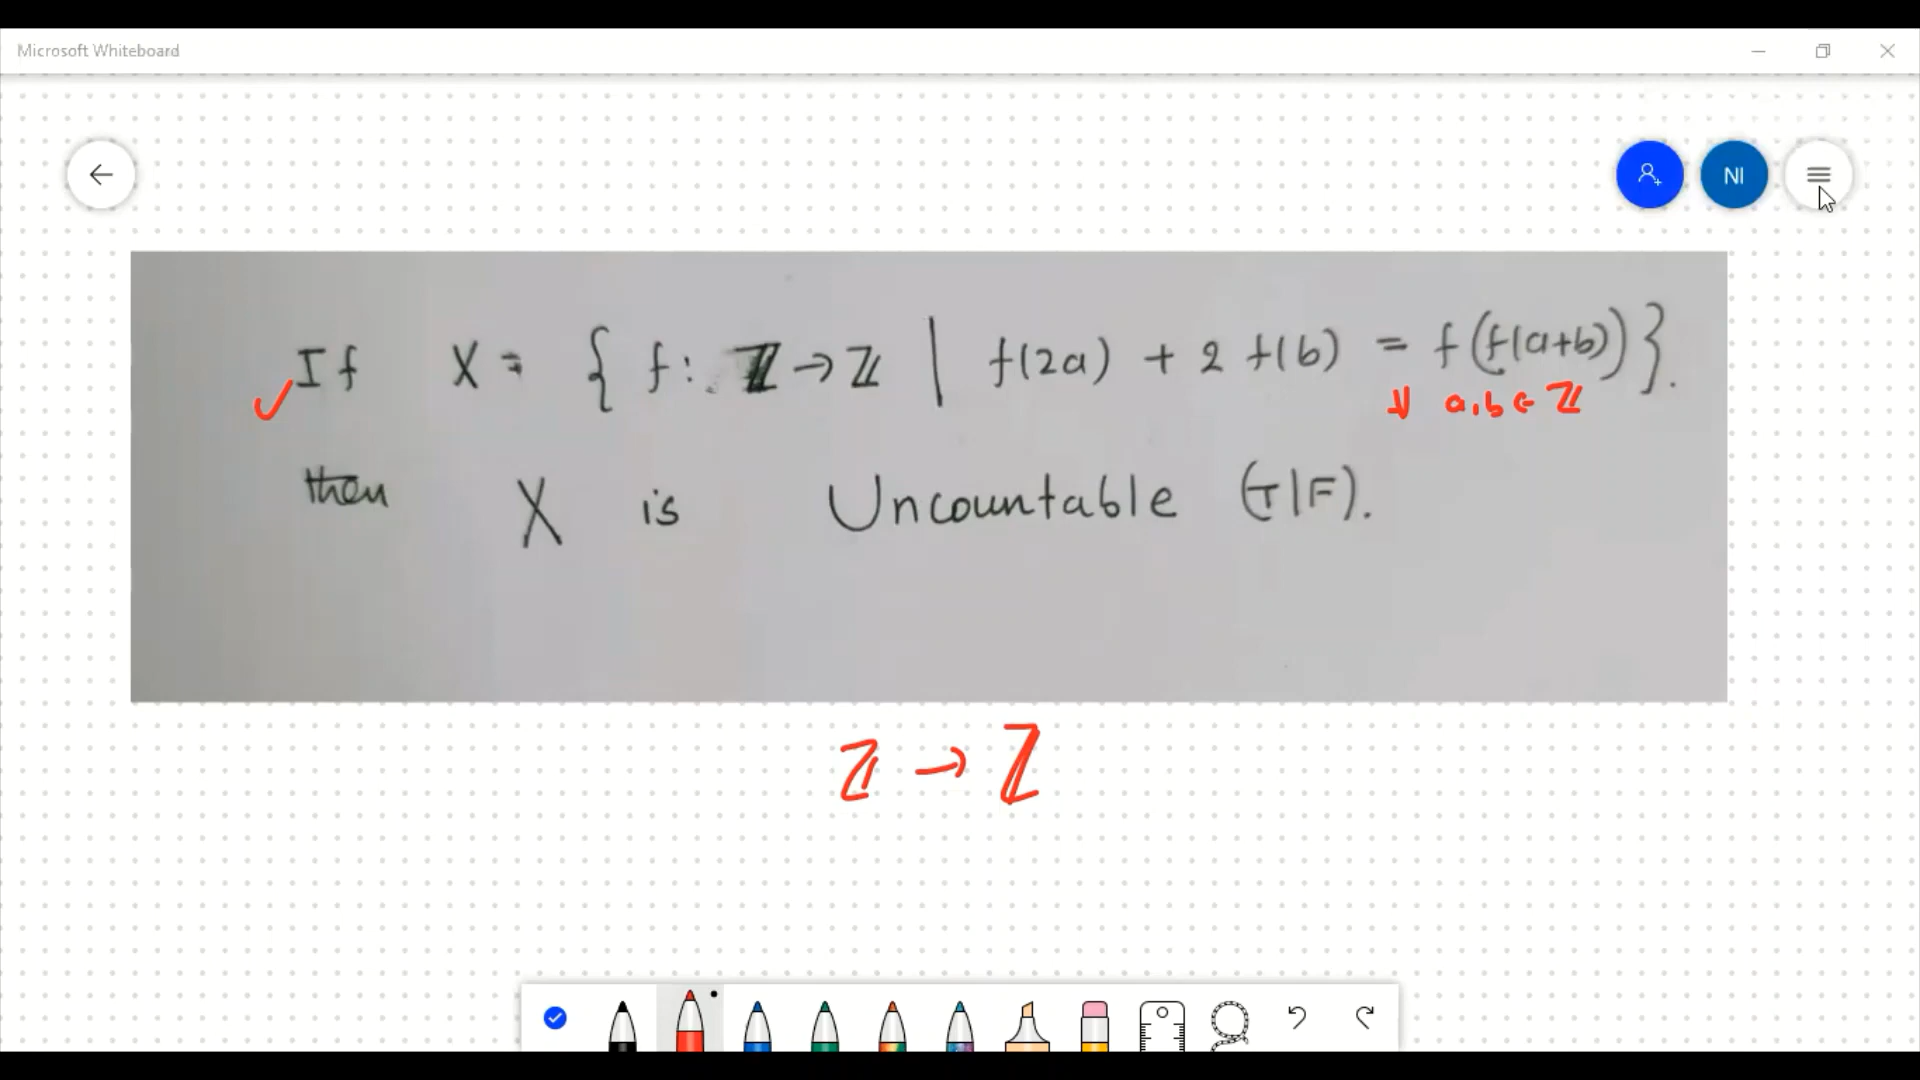 Microsoft Whiteboard
NI
If X = { f: ℤ → ℤ | f(2a) + 2 f(b) = f(f(a+b)) }.
∀ a,b ∈ ℤ
then X is Uncountable (T|F).
ℤ → ℤ